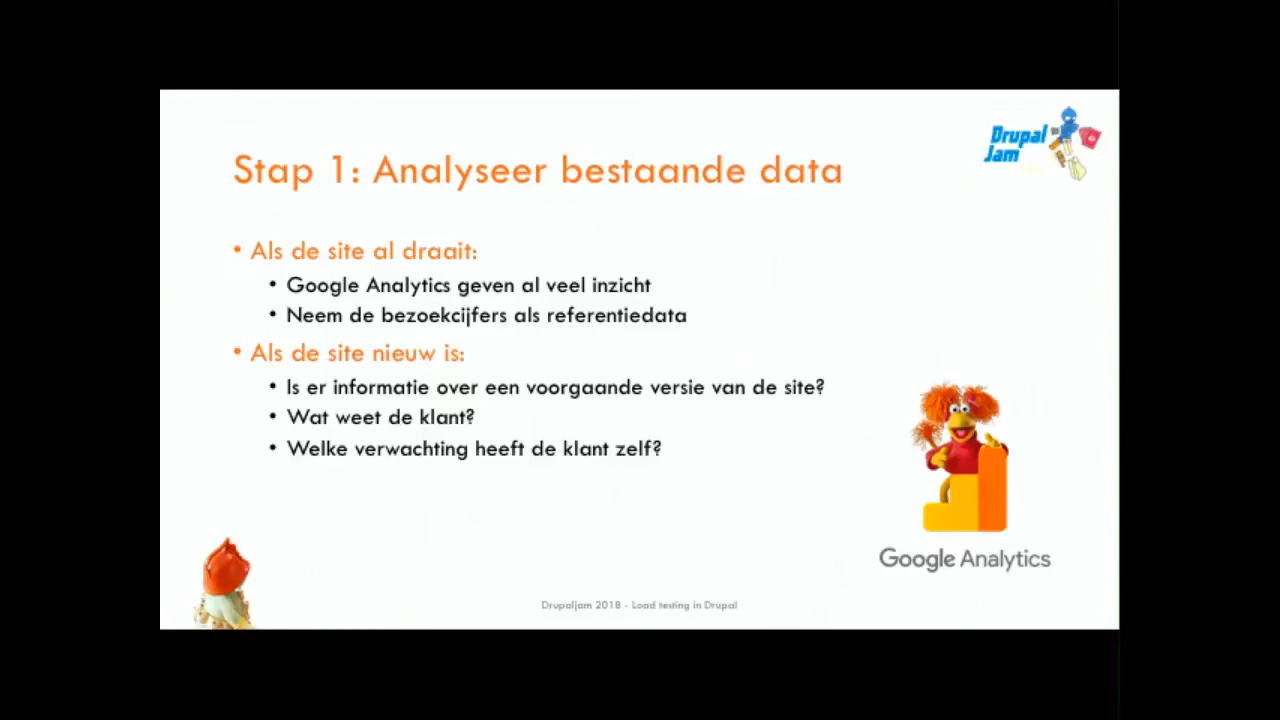 Drupal
Jam
Stap 1: Analyseer bestaande data
• Als de site al draait:
• Google Analytics geven al veel inzicht
• Neem de bezoekcijfers als referentiedata
• Als de site nieuw is:
• Is er informatie over een voorgaande versie van de site?
• Wat weet de klant?
• Welke verwachting heeft de klant zelf?
Google Analytics
Drupaljam 2018 - Load testing in Drupal